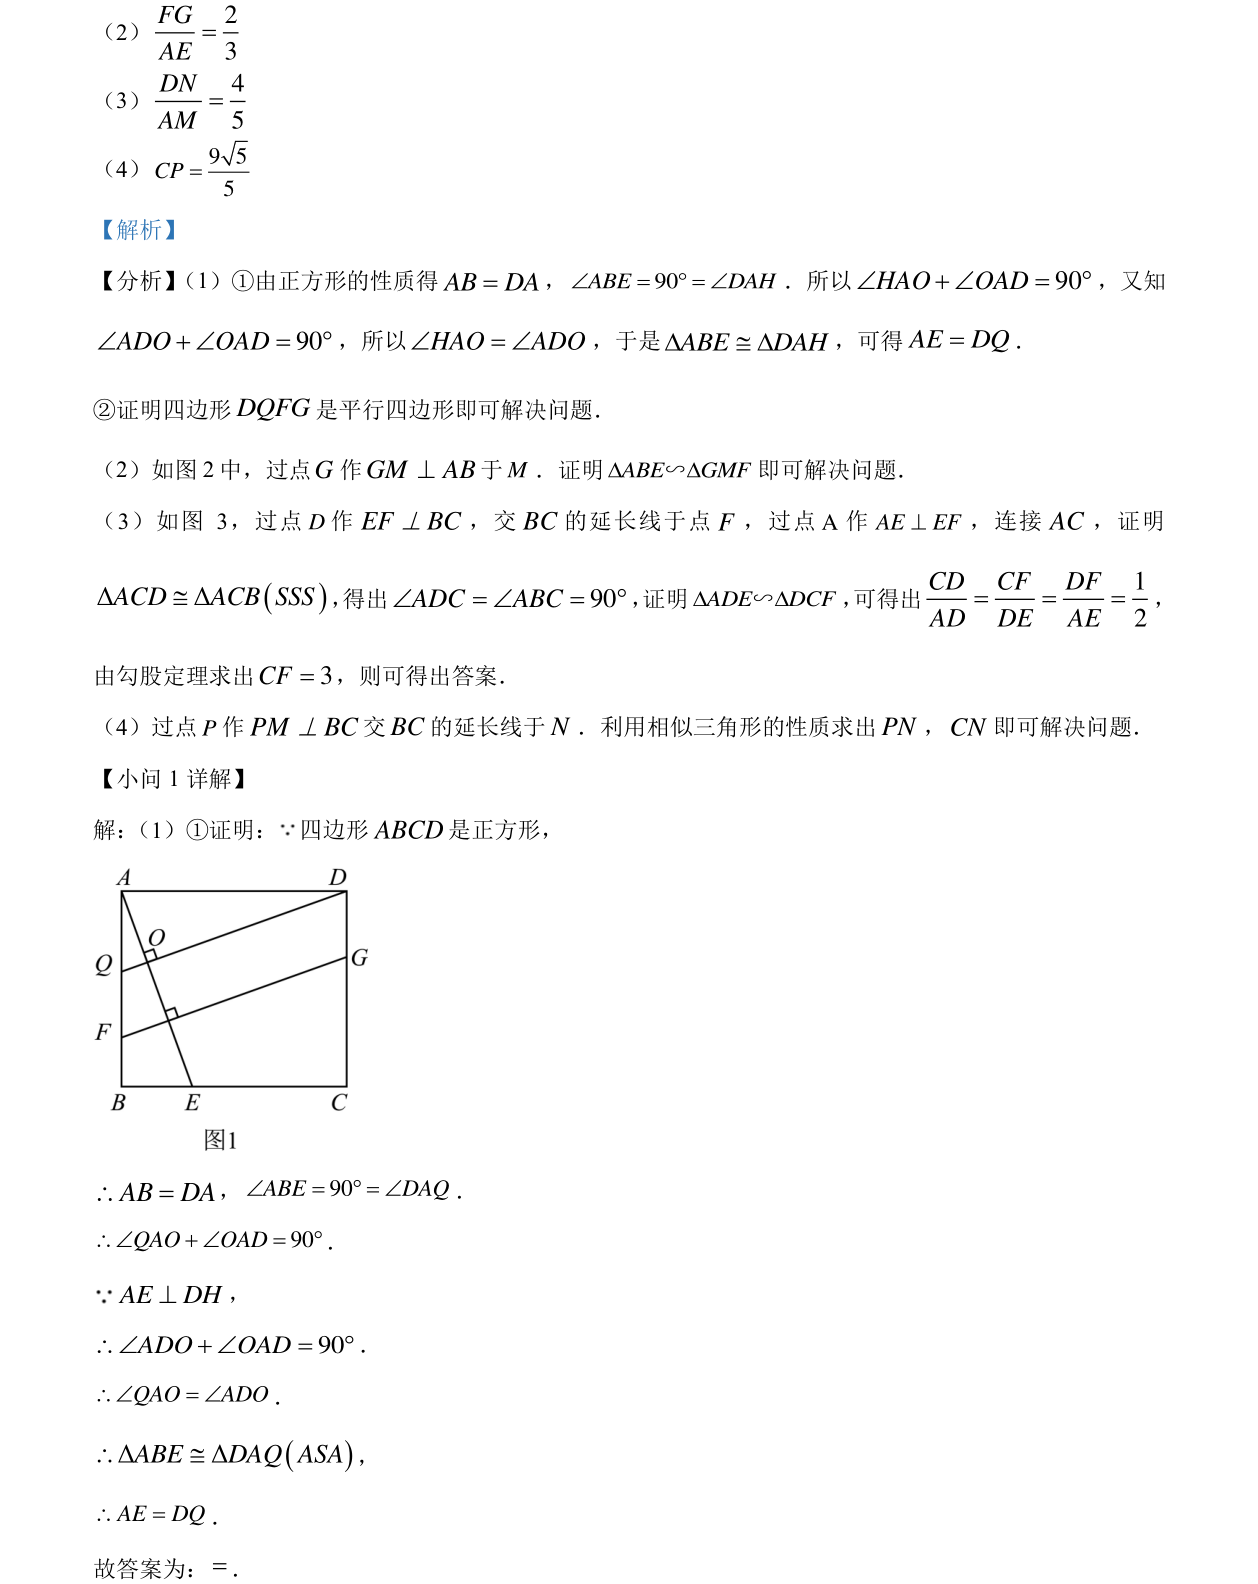 （2）FG/AE = 2/3
（3）DN/AM = 4/5
（4）CP = 9√5/5
【解析】
【分析】（1）①由正方形的性质得 AB = DA，∠ABE = 90° = ∠DAH．所以∠HAO + ∠OAD = 90°，又知
∠ADO + ∠OAD = 90°，所以∠HAO = ∠ADO，于是ΔABE ≅ ΔDAH，可得 AE = DQ．
②证明四边形 DQFG 是平行四边形即可解决问题．
（2）如图 2 中，过点 G 作 GM ⊥ AB 于 M．证明 ΔABE∽ΔGMF 即可解决问题．
（3）如图 3，过点 D 作 EF ⊥ BC，交 BC 的延长线于点 F，过点 A 作 AE ⊥ EF，连接 AC，证明
ΔACD ≅ ΔACB(SSS)，得出∠ADC = ∠ABC = 90°，证明 ΔADE∽ΔDCF，可得出 CD/AD = CF/DE = DF/AE = 1/2，
由勾股定理求出 CF = 3，则可得出答案．
（4）过点 P 作 PM ⊥ BC 交 BC 的延长线于 N．利用相似三角形的性质求出 PN，CN 即可解决问题．
【小问 1 详解】
解：（1）①证明：∵四边形 ABCD 是正方形，
A D
O
Q G
F
B E C
图1
∴AB = DA，∠ABE = 90° = ∠DAQ．
∴∠QAO + ∠OAD = 90°．
∵AE ⊥ DH，
∴∠ADO + ∠OAD = 90°．
∴∠QAO = ∠ADO．
∴ΔABE ≅ ΔDAQ(ASA)，
∴AE = DQ．
故答案为：=．